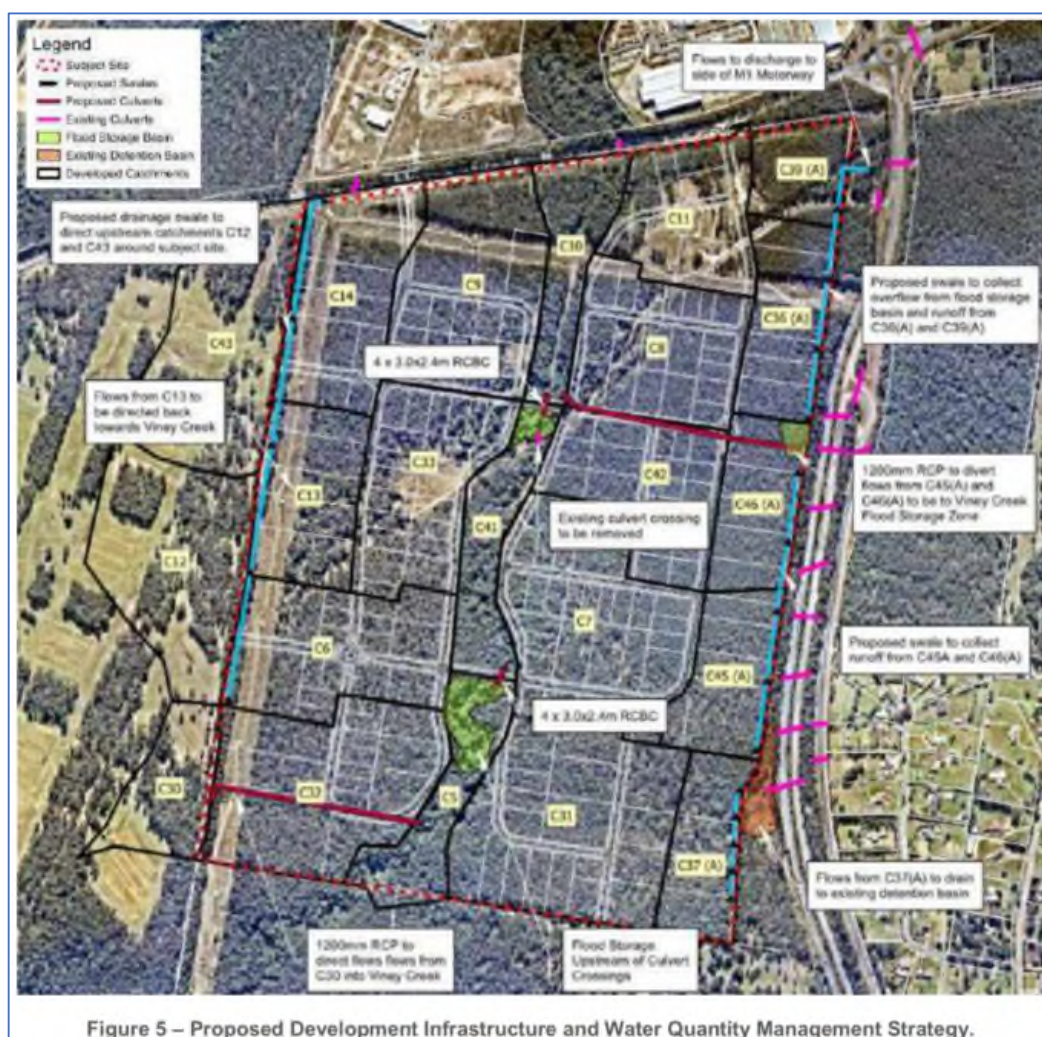 Legend
Subject Site
Proposed Swales
Proposed Culverts
Existing Culverts
Flood Storage Basin
Existing Detention Basin
Developed Catchments
Flows to discharge to
side of M1 Motorway
C39 (A)
Proposed drainage swale to
direct upstream catchments C12
and C43 around subject site.
C11
C10
C9
C14
C43
C8
Proposed swale to collect
overflow from flood storage
basin and runoff from
C36(A) and C39(A)
4 x 3.0x2.4m RCBC
Flows from C13 to
be directed back
towards Viney Creek
C33
C42
C13
C46 (A)
1200mm RCP to divert
flows from C45(A) and
C46(A) to be to Viney Creek
Flood Storage Zone
C41
Existing culvert crossing
to be removed
C12
C7
C6
Proposed swale to collect
runoff from C45A and C46(A)
C45 (A)
4 x 3.0x2.4m RCBC
C30
C32
C5
C31
C37 (A)
Flows from C37(A) to drain
to existing detention basin
1200mm RCP to
direct flows flows from
C30 into Viney Creek
Flood Storage
Upstream of Culvert
Crossings
Figure 5 – Proposed Development Infrastructure and Water Quantity Management Strategy.